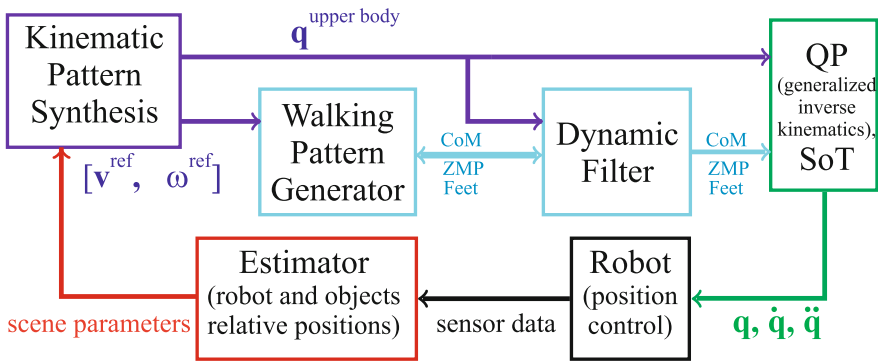 Kinematic
Pattern
Synthesis
q upper body
QP
(generalized
inverse
kinematics),
SoT
Walking
Pattern
Generator
CoM
ZMP
Feet
Dynamic
Filter
CoM
ZMP
Feet
[v ref, ω ref]
Estimator
(robot and objects
relative positions)
Robot
(position
control)
scene parameters
sensor data
q, q̇, q̈